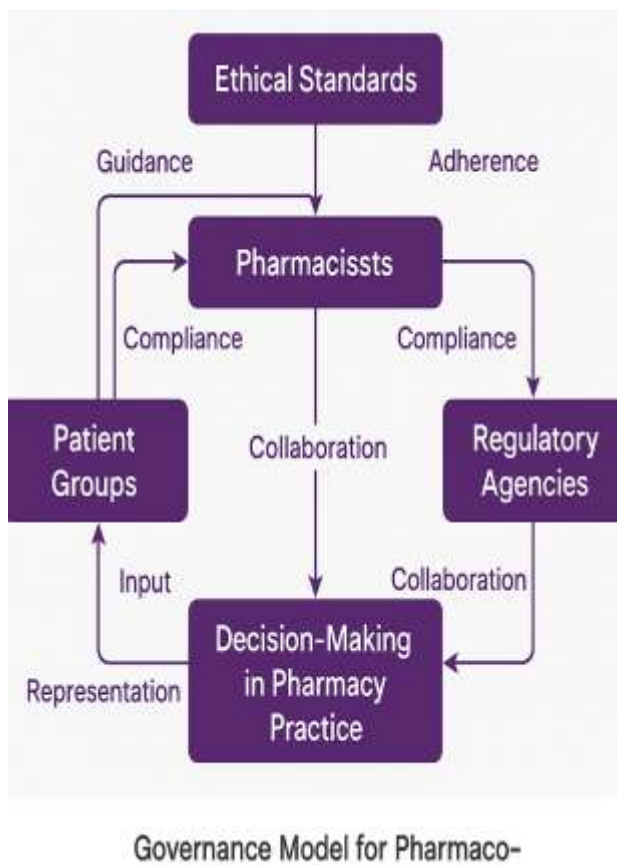 Ethical Standards
Guidance
Adherence
Pharmacissts
Compliance
Compliance
Patient
Groups
Collaboration
Regulatory
Agencies
Input
Collaboration
Decision-Making
in Pharmacy
Practice
Representation
Governance Model for Pharmaco-